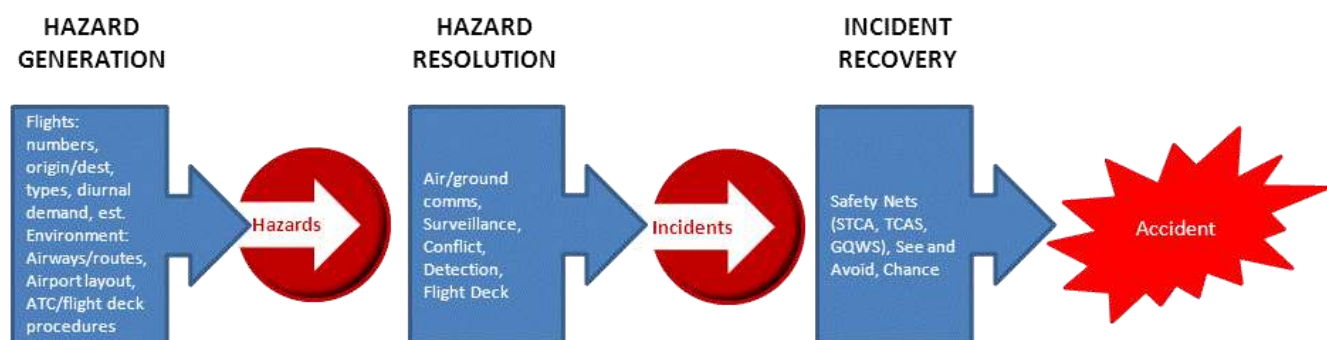 HAZARD
GENERATION
Flights:
numbers,
origin/dest,
types, diurnal
demand, est.
Environment:
Airways/routes,
Airport layout,
ATC/flight deck
procedures
Hazards
HAZARD
RESOLUTION
Air/ground
comms,
Surveillance,
Conflict,
Detection,
Flight Deck
Incidents
INCIDENT
RECOVERY
Safety Nets
(STCA, TCAS,
GQWS), See and
Avoid, Chance
Accident